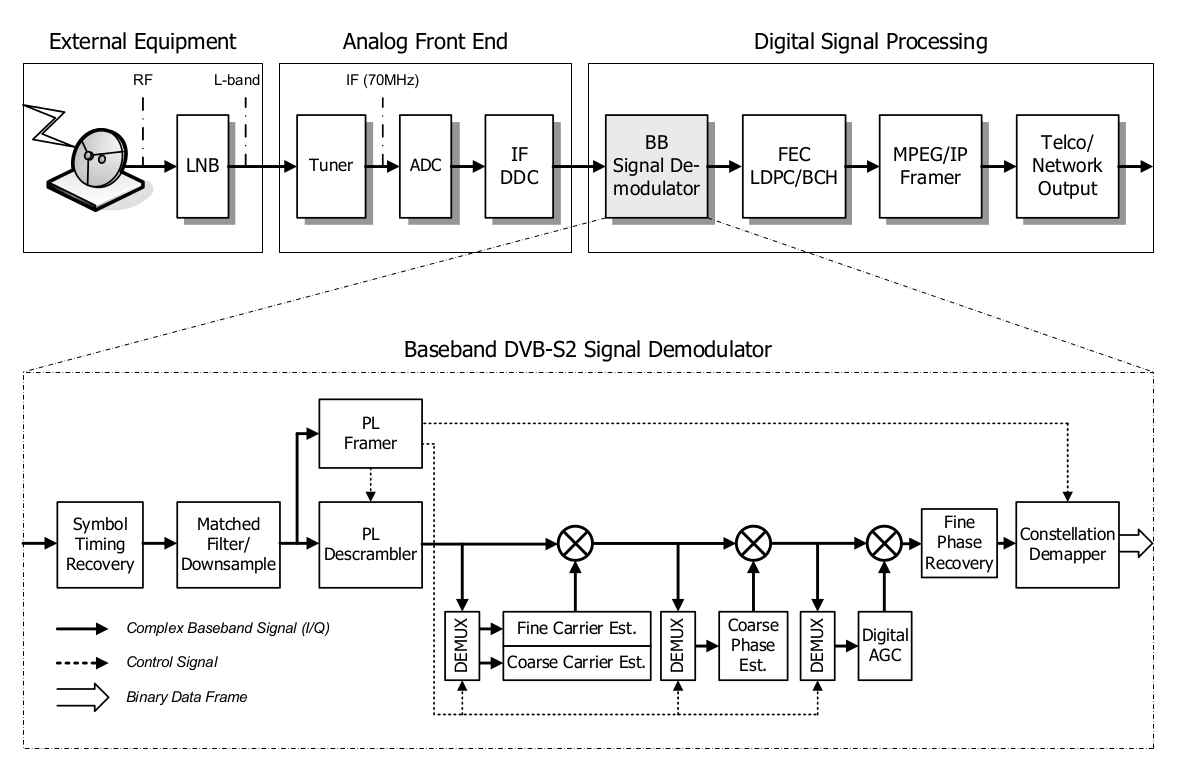 External Equipment
Analog Front End
Digital Signal Processing
RF
L-band
IF (70MHz)
LNB
Tuner
ADC
IF
DDC
BB
Signal De-
modulator
FEC
LDPC/BCH
MPEG/IP
Framer
Telco/
Network
Output
Baseband DVB-S2 Signal Demodulator
PL
Framer
Symbol
Timing
Recovery
Matched
Filter/
Downsample
PL
Descrambler
Fine
Phase
Recovery
Constellation
Demapper
DEMUX
Fine Carrier Est.
Coarse Carrier Est.
DEMUX
Coarse
Phase
Est.
DEMUX
Digital
AGC
Complex Baseband Signal (I/Q)
Control Signal
Binary Data Frame